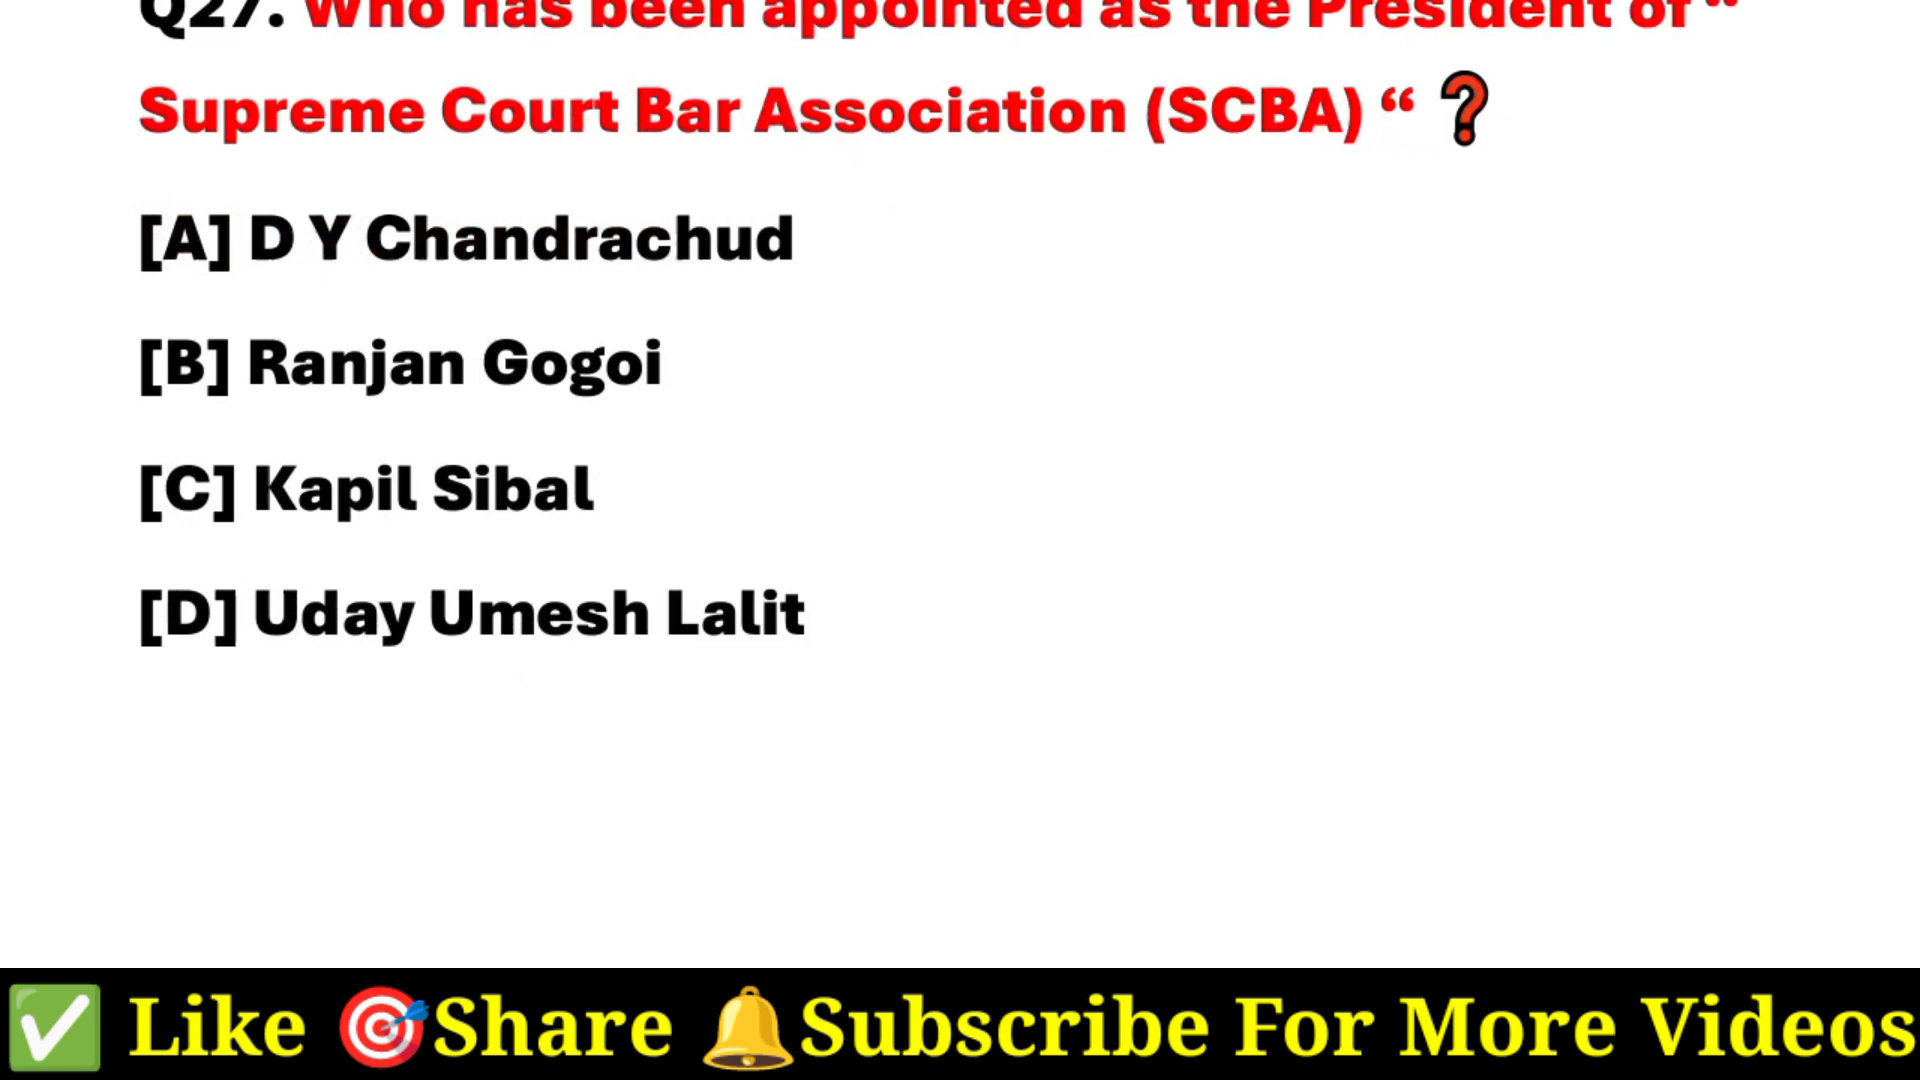 Q27. Who has been appointed as the President of “
Supreme Court Bar Association (SCBA) “ ❓
[A] D Y Chandrachud
[B] Ranjan Gogoi
[C] Kapil Sibal
[D] Uday Umesh Lalit
✅ Like 🎯Share 🔔Subscribe For More Videos